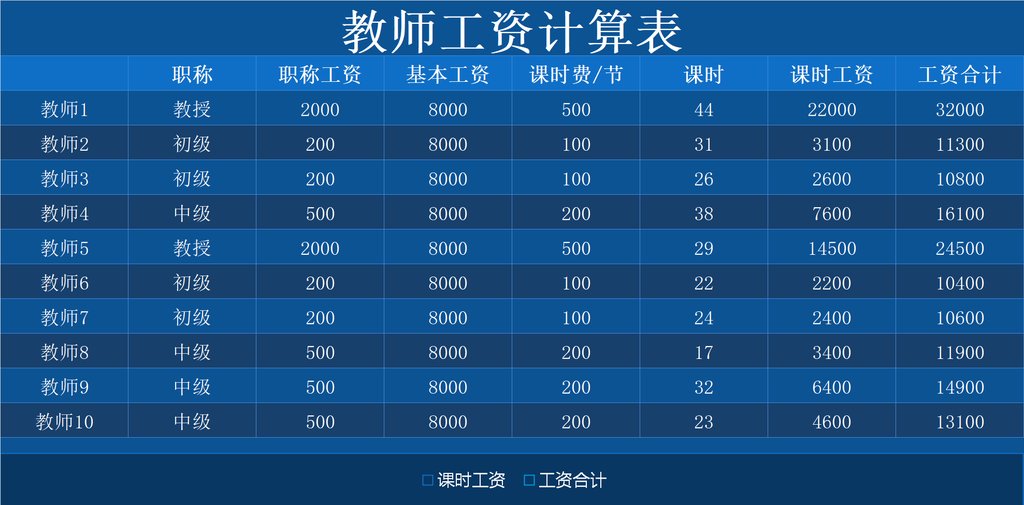 教师工资计算表
职称 职称工资 基本工资 课时费/节 课时 课时工资 工资合计
教师1 教授 2000 8000 500 44 22000 32000
教师2 初级 200 8000 100 31 3100 11300
教师3 初级 200 8000 100 26 2600 10800
教师4 中级 500 8000 200 38 7600 16100
教师5 教授 2000 8000 500 29 14500 24500
教师6 初级 200 8000 100 22 2200 10400
教师7 初级 200 8000 100 24 2400 10600
教师8 中级 500 8000 200 17 3400 11900
教师9 中级 500 8000 200 32 6400 14900
教师10 中级 500 8000 200 23 4600 13100
课时工资 工资合计